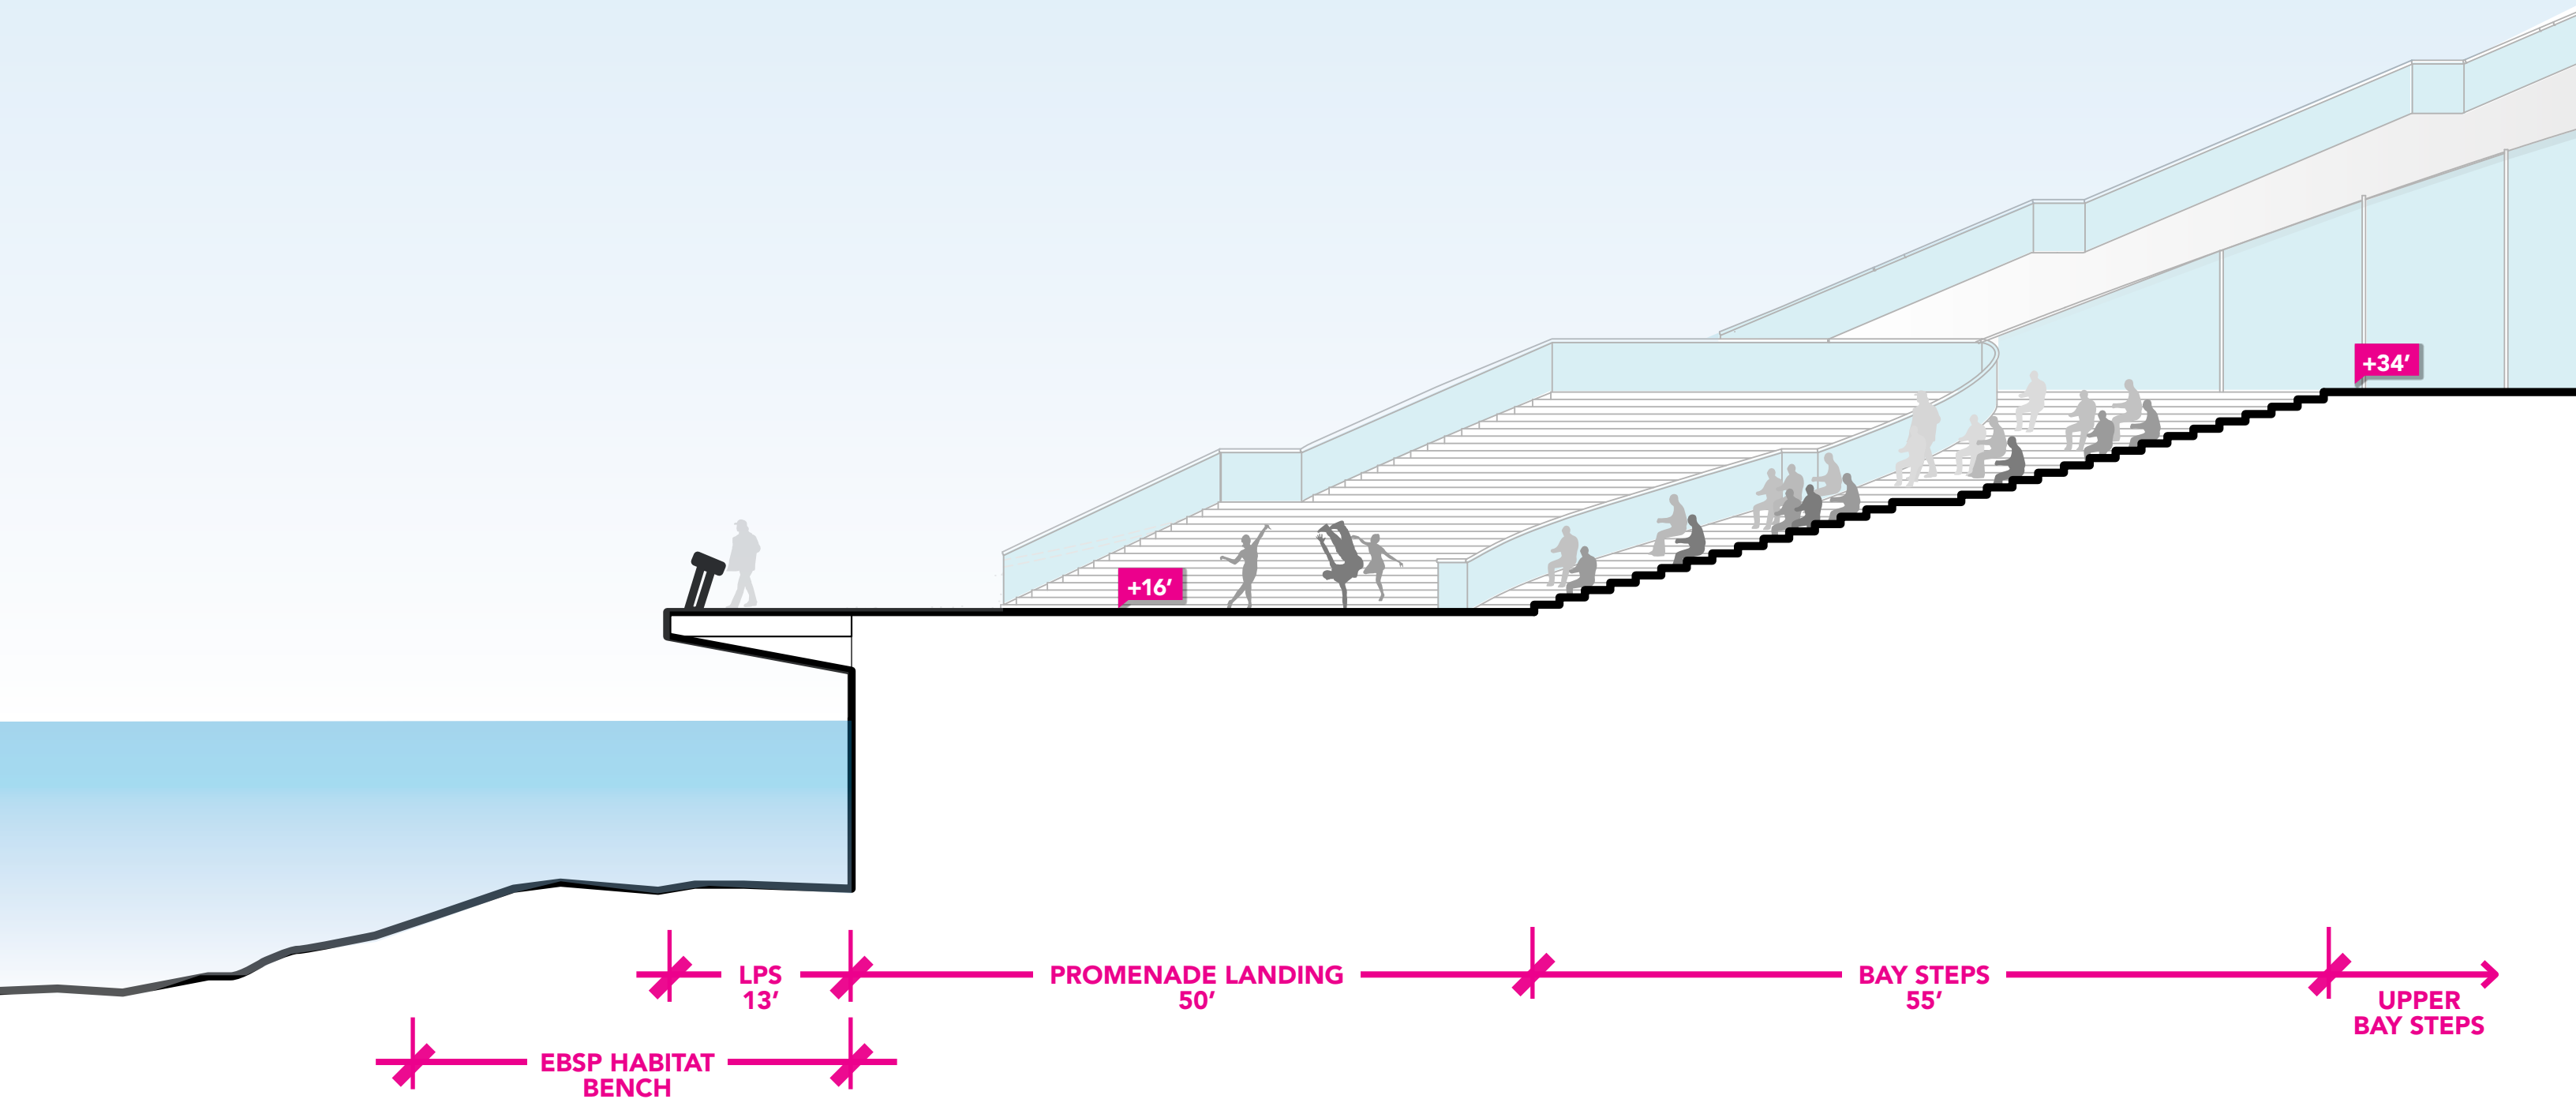 +34’
+16’
LPS
13’
PROMENADE LANDING
50’
BAY STEPS
55’
UPPER
BAY STEPS
EBSP HABITAT
BENCH